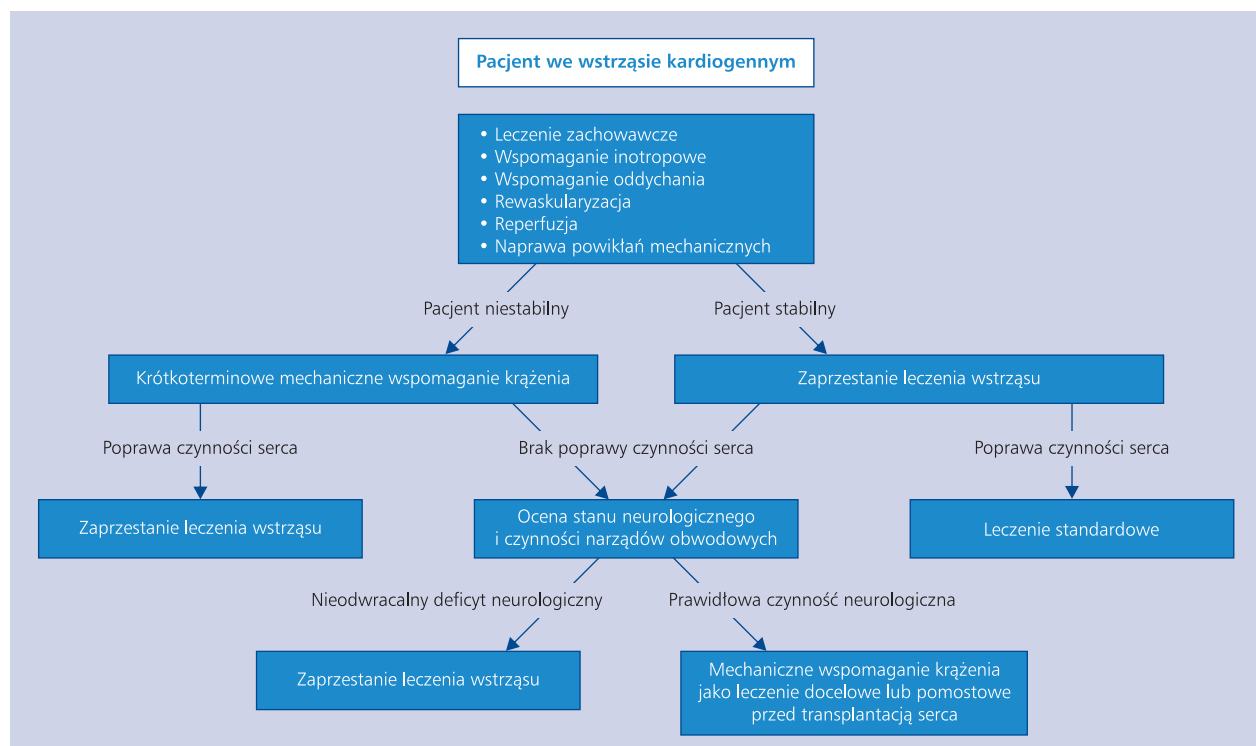 Pacjent we wstrząsie kardiogennym
• Leczenie zachowawcze
• Wspomaganie inotropowe
• Wspomaganie oddychania
• Rewaskularyzacja
• Reperfuzja
• Naprawa powikłań mechanicznych
Pacjent niestabilny
Pacjent stabilny
Krótkoterminowe mechaniczne wspomaganie krążenia
Zaprzestanie leczenia wstrząsu
Poprawa czynności serca
Brak poprawy czynności serca
Poprawa czynności serca
Zaprzestanie leczenia wstrząsu
Ocena stanu neurologicznego
i czynności narządów obwodowych
Leczenie standardowe
Nieodwracalny deficyt neurologiczny
Prawidłowa czynność neurologiczna
Zaprzestanie leczenia wstrząsu
Mechaniczne wspomaganie krążenia
jako leczenie docelowe lub pomostowe
przed transplantacją serca